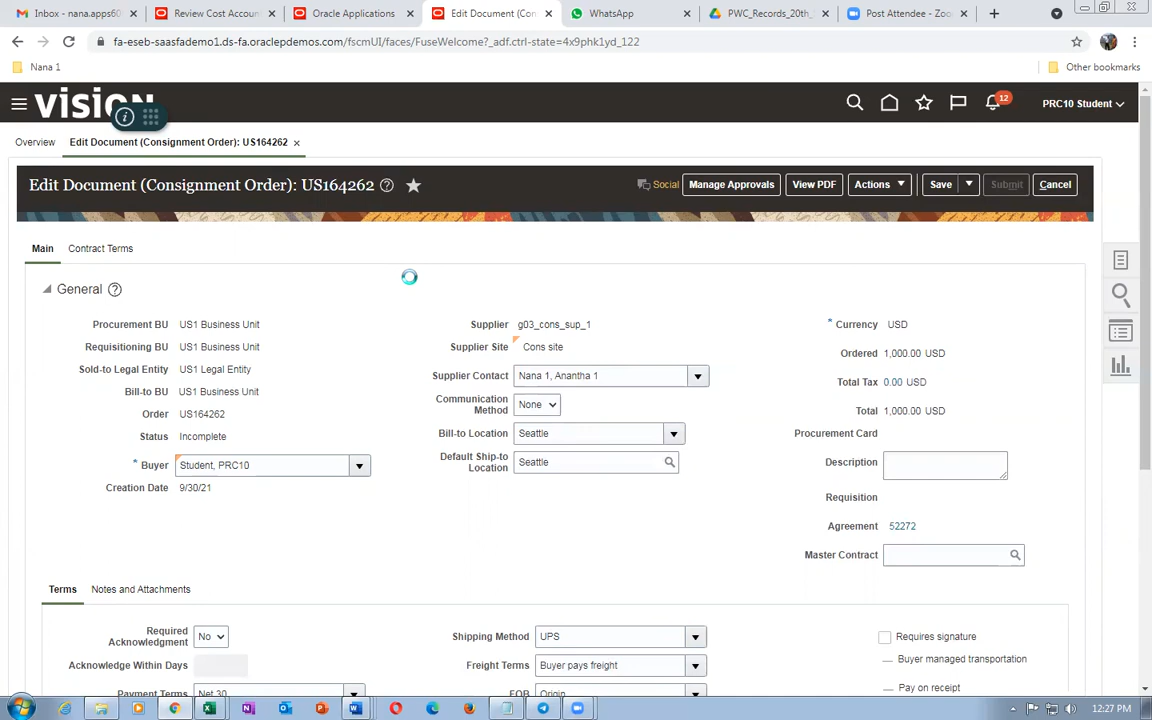 Inbox - nana.apps60
Review Cost Accoun
Oracle Applications
Edit Document (Con
WhatsApp
PWC_Records_20th_
Post Attendee - Zoo
fa-eseb-saasfademo1.ds-fa.oraclepdemos.com/fscmUI/faces/FuseWelcome?_adf.ctrl-state=4x9phk1yd_122
Nana 1
Other bookmarks
vision
12
PRC10 Student
Overview
Edit Document (Consignment Order): US164262
Edit Document (Consignment Order): US164262
Social
Manage Approvals
View PDF
Actions
Save
Submit
Cancel
Main
Contract Terms
General
Procurement BU US1 Business Unit
Requisitioning BU US1 Business Unit
Sold-to Legal Entity US1 Legal Entity
Bill-to BU US1 Business Unit
Order US164262
Status Incomplete
* Buyer Student, PRC10
Creation Date 9/30/21
Supplier g03_cons_sup_1
Supplier Site Cons site
Supplier Contact Nana 1, Anantha 1
Communication
Method None
Bill-to Location Seattle
Default Ship-to
Location Seattle
* Currency USD
Ordered 1,000.00 USD
Total Tax 0.00 USD
Total 1,000.00 USD
Procurement Card
Description
Requisition
Agreement 52272
Master Contract
Terms
Notes and Attachments
Required
Acknowledgment No
Acknowledge Within Days
Payment Terms Net 30
Shipping Method UPS
Freight Terms Buyer pays freight
FOB Origin
Requires signature
Buyer managed transportation
Pay on receipt
12:27 PM